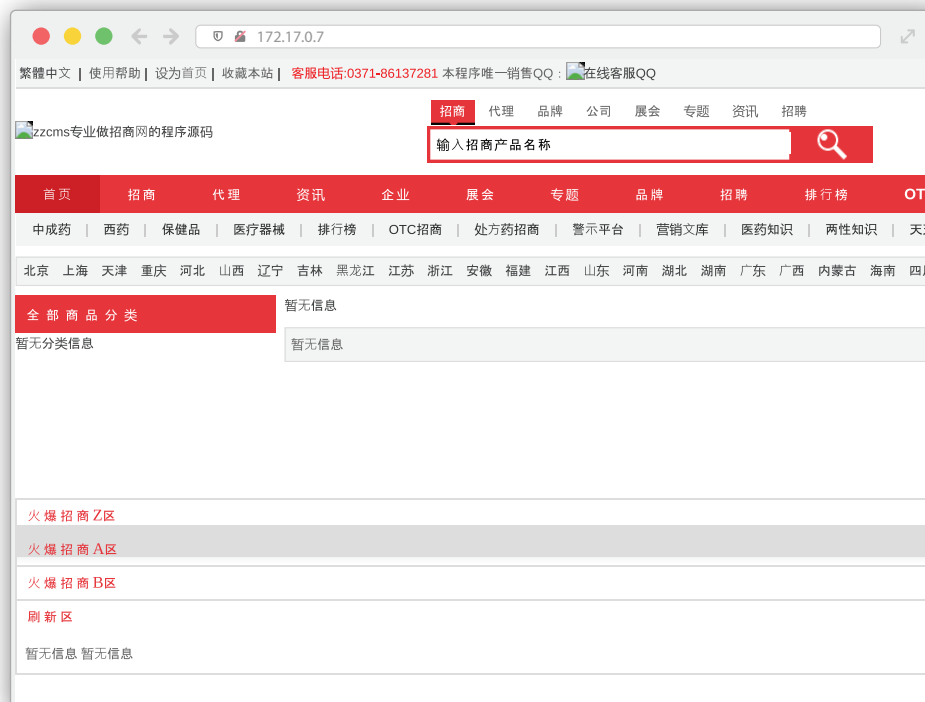 172.17.0.7
繁體中文 | 使用帮助 | 设为首页 | 收藏本站 | 客服电话:0371-86137281 本程序唯一销售QQ： 在线客服QQ
招商 代理 品牌 公司 展会 专题 资讯 招聘
zzcms专业做招商网的程序源码
输入招商产品名称
首页 招商 代理 资讯 企业 展会 专题 品牌 招聘 排行榜 OT
中成药 | 西药 | 保健品 | 医疗器械 | 排行榜 | OTC招商 | 处方药招商 | 警示平台 | 营销文库 | 医药知识 | 两性知识 | 天
北京 上海 天津 重庆 河北 山西 辽宁 吉林 黑龙江 江苏 浙江 安徽 福建 江西 山东 河南 湖北 湖南 广东 广西 内蒙古 海南 四
全部商品分类
暂无信息
暂无分类信息
暂无信息
火爆招商Z区
火爆招商A区
火爆招商B区
刷新区
暂无信息 暂无信息